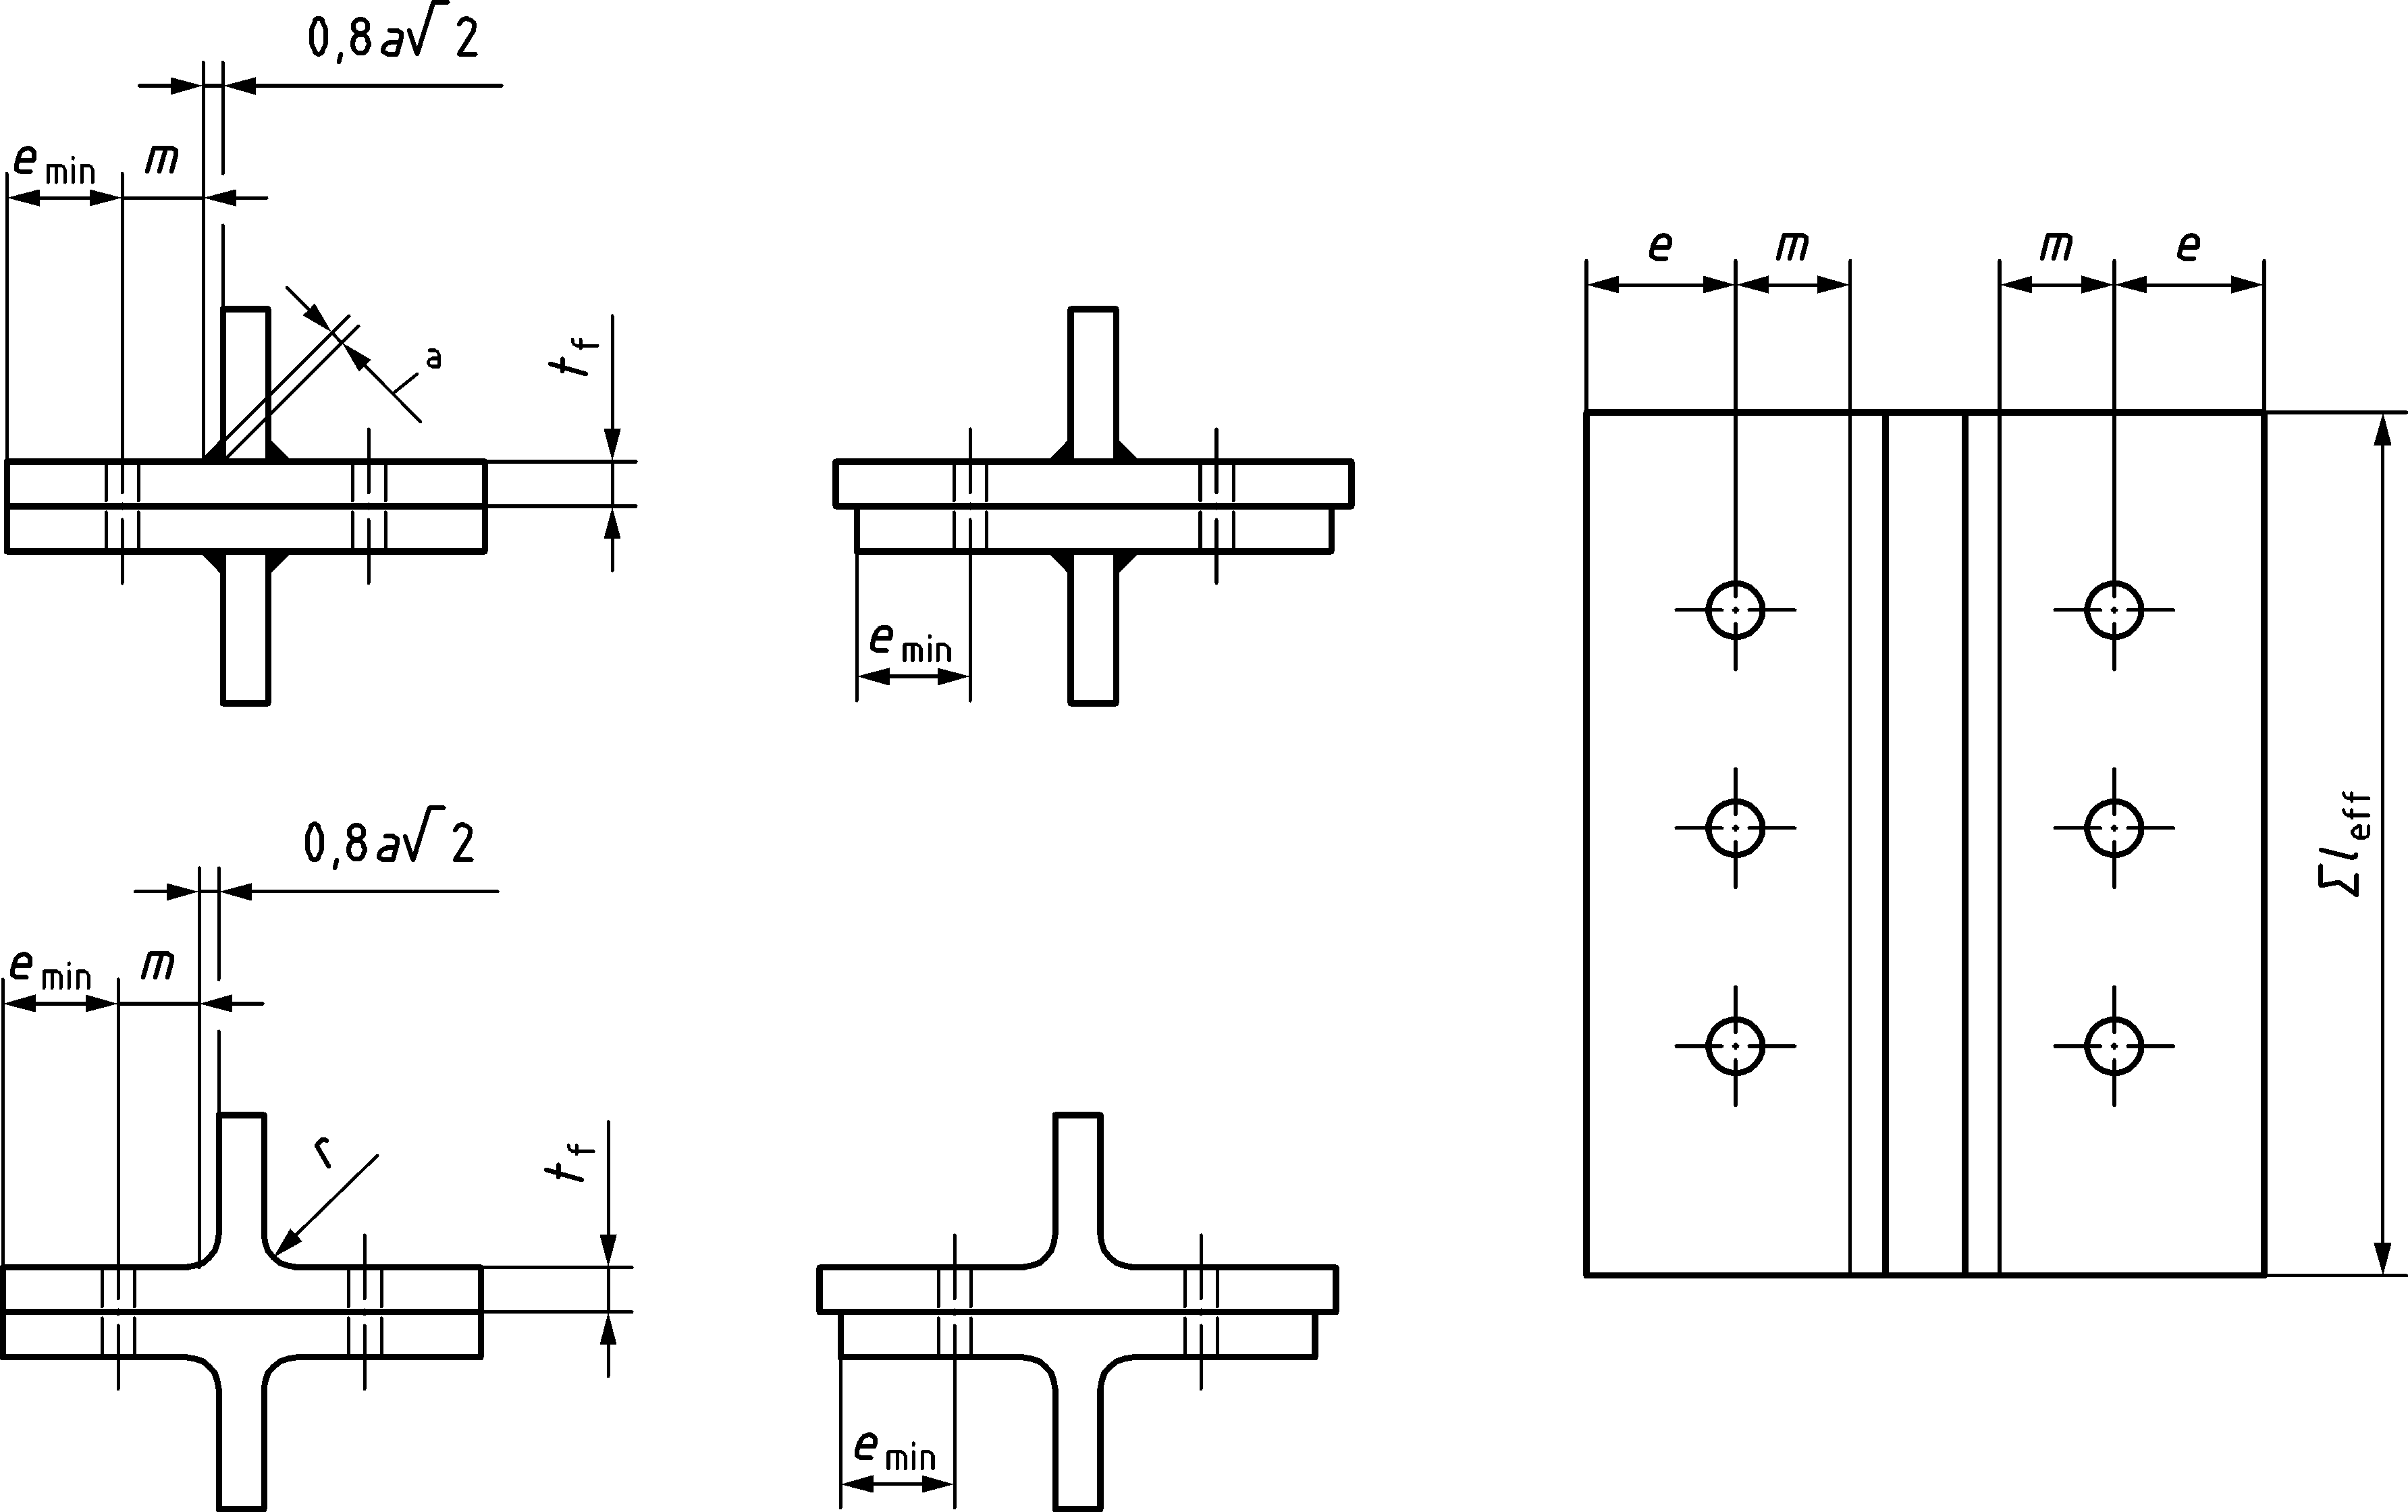 0,8a√2
e min m
a
t f
e min
e m m e
Σl eff
0,8a√2
e min m
r
t f
e min